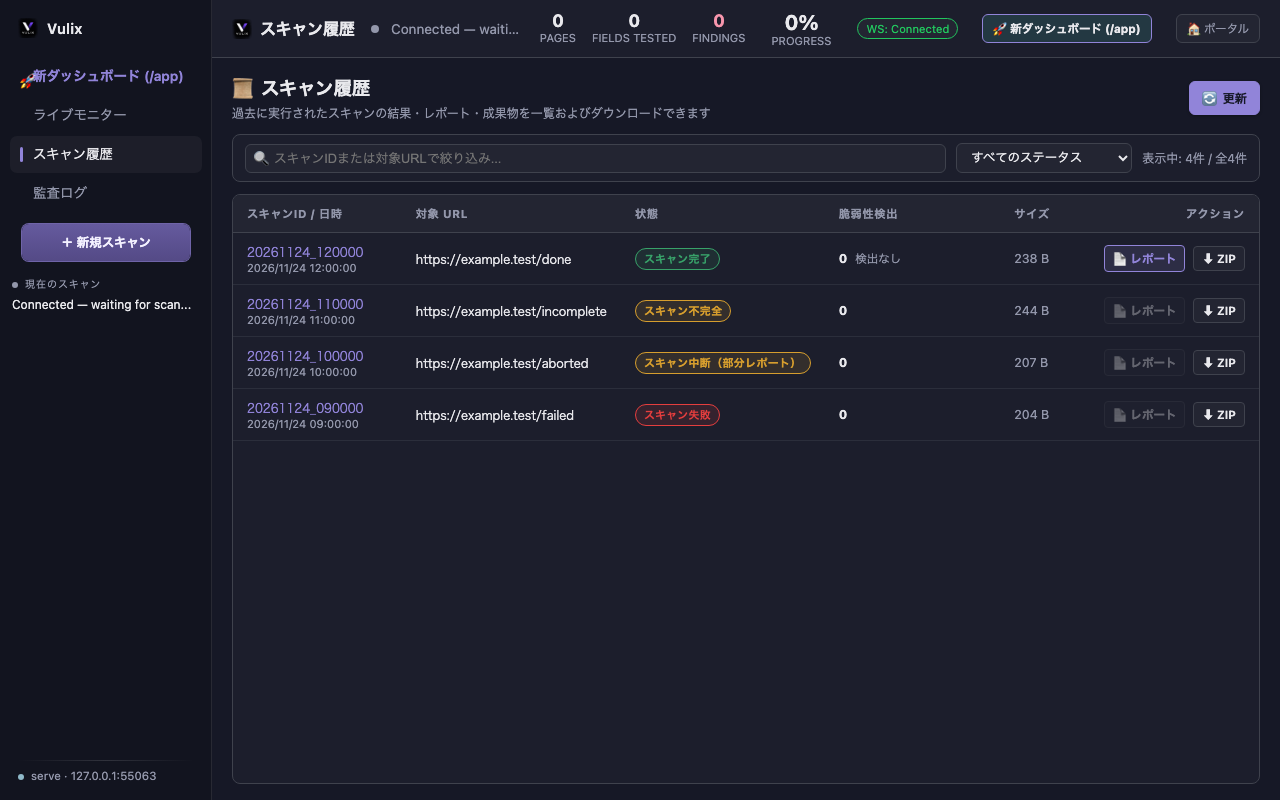 Vulix
🚀新ダッシュボード (/app)
ライブモニター
スキャン履歴
監査ログ
＋ 新規スキャン
現在のスキャン
Connected — waiting for scan...
serve · 127.0.0.1:55063
スキャン履歴
Connected — waiti...
0
PAGES
0
FIELDS TESTED
0
FINDINGS
0%
PROGRESS
WS: Connected
🚀 新ダッシュボード (/app)
🏠 ポータル
📜 スキャン履歴
過去に実行されたスキャンの結果・レポート・成果物を一覧およびダウンロードできます
🔄 更新
🔍 スキャンIDまたは対象URLで絞り込み...
すべてのステータス
表示中: 4件 / 全4件
スキャンID / 日時 対象 URL 状態 脆弱性検出 サイズ アクション
20261124_120000
2026/11/24 12:00:00
https://example.test/done スキャン完了 0 検出なし 238 B 📄 レポート ⬇ ZIP
20261124_110000
2026/11/24 11:00:00
https://example.test/incomplete スキャン不完全 0 244 B 📄 レポート ⬇ ZIP
20261124_100000
2026/11/24 10:00:00
https://example.test/aborted スキャン中断（部分レポート） 0 207 B 📄 レポート ⬇ ZIP
20261124_090000
2026/11/24 09:00:00
https://example.test/failed スキャン失敗 0 204 B 📄 レポート ⬇ ZIP